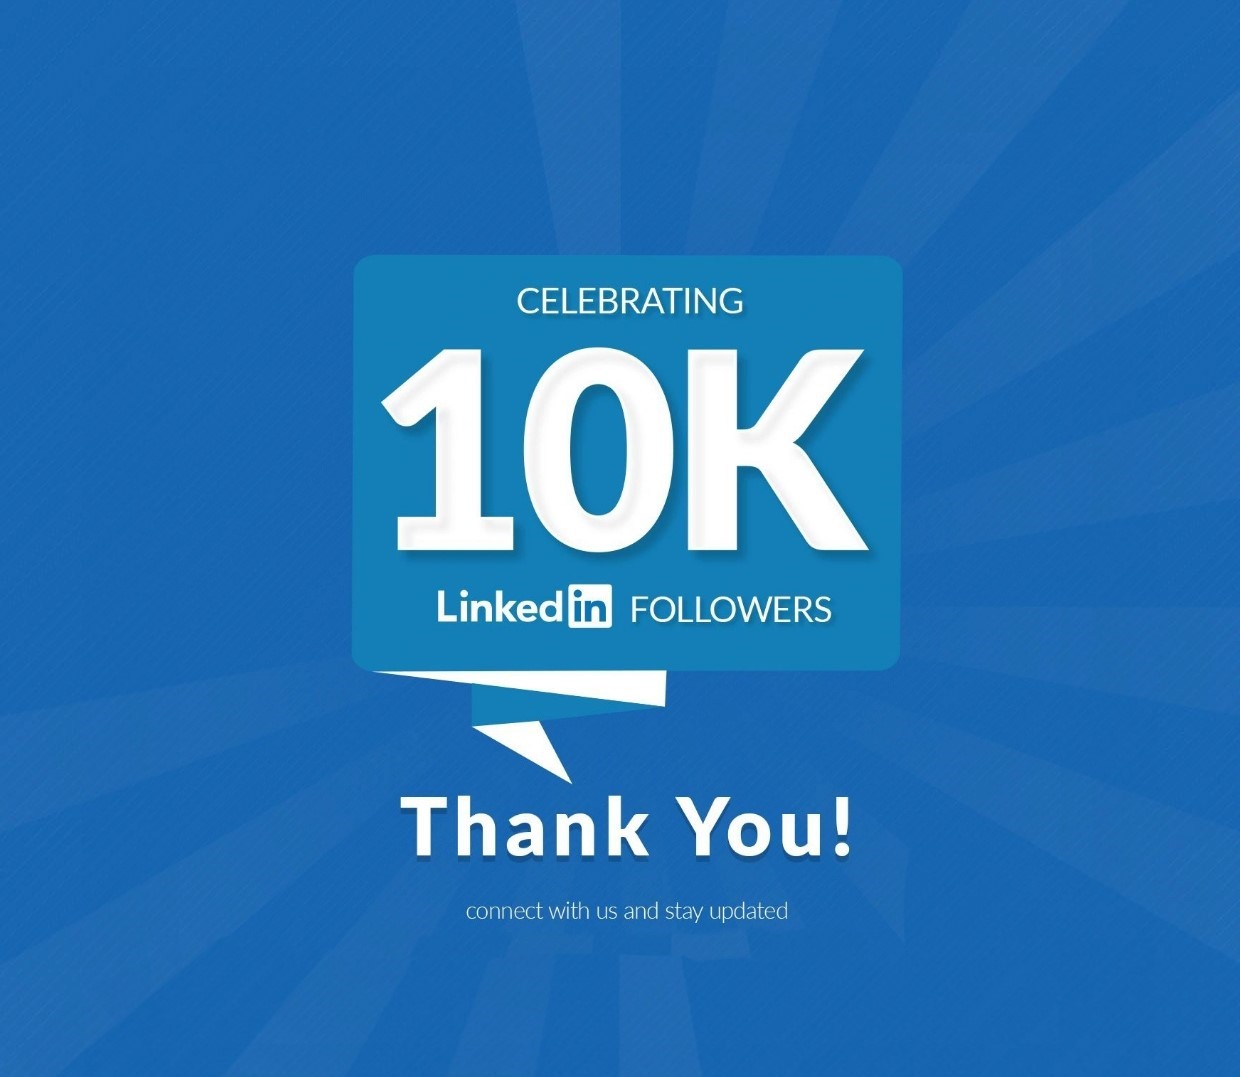 CELEBRATING
10K
Linkedin FOLLOWERS
Thank You!
connect with us and stay updated